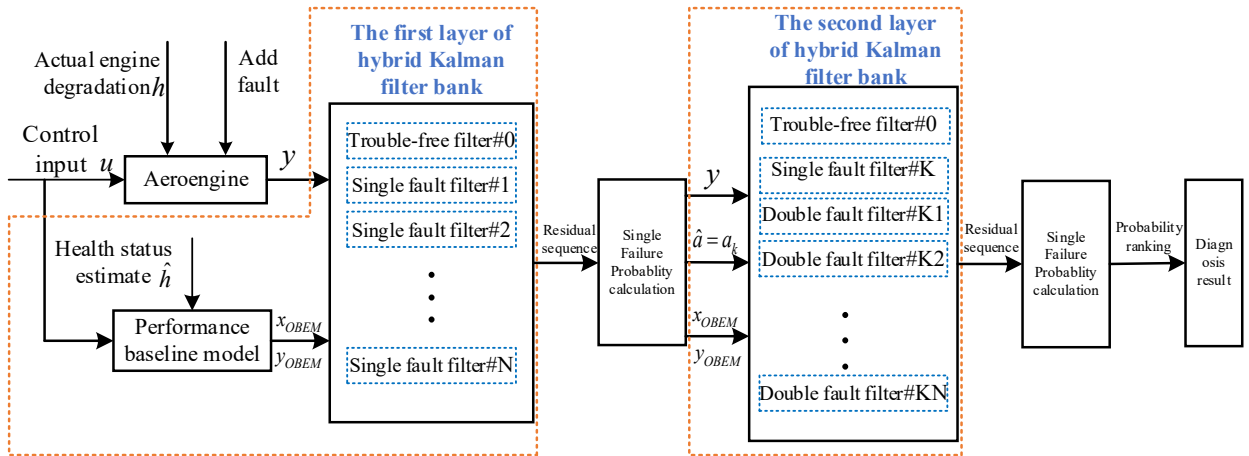 Actual engine
degradation h
Add
fault
Control
input u
Aeroengine
y
Health status
estimate ĥ
Performance
baseline model
x_OBEM
y_OBEM
The first layer of
hybrid Kalman
filter bank
Trouble-free filter#0
Single fault filter#1
Single fault filter#2
Single fault filter#N
Residual
sequence
Single
Failure
Probablity
calculation
y
â = a_k
x_OBEM
y_OBEM
The second layer
of hybrid Kalman
filter bank
Trouble-free filter#0
Single fault filter#K
Double fault filter#K1
Double fault filter#K2
Double fault filter#KN
Residual
sequence
Single
Failure
Probablity
calculation
Probability
ranking
Diagn
osis
result